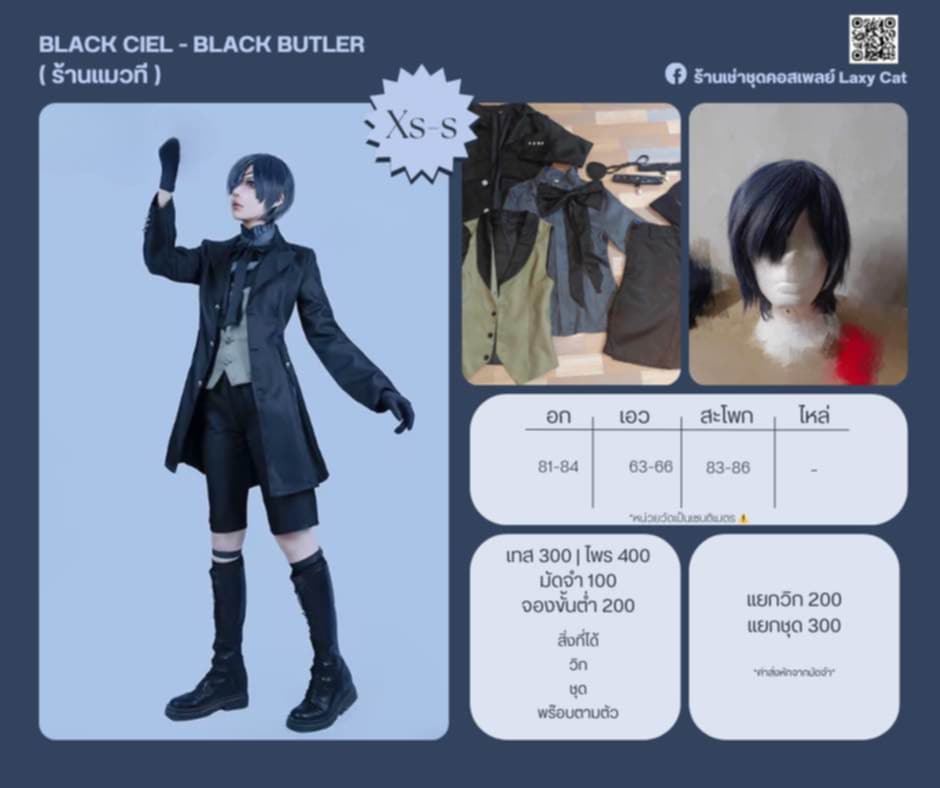 BLACK CIEL - BLACK BUTLER
( ร้านแมวที )
ร้านเช่าชุดคอสเพลย์ Laxy Cat
Xs-s
อก เอว สะโพก ไหล่
81-84 63-66 83-86 -
*หน่วยวัดเป็นเซนติเมตร ⚠️
เทส 300 | ไพร 400
มัดจำ 100
จองขั้นต่ำ 200
สิ่งที่ได้
วิก
ชุด
พร๊อบตามตัว
แยกวิก 200
แยกชุด 300
*ค่าส่งหักจากมัดจำ*